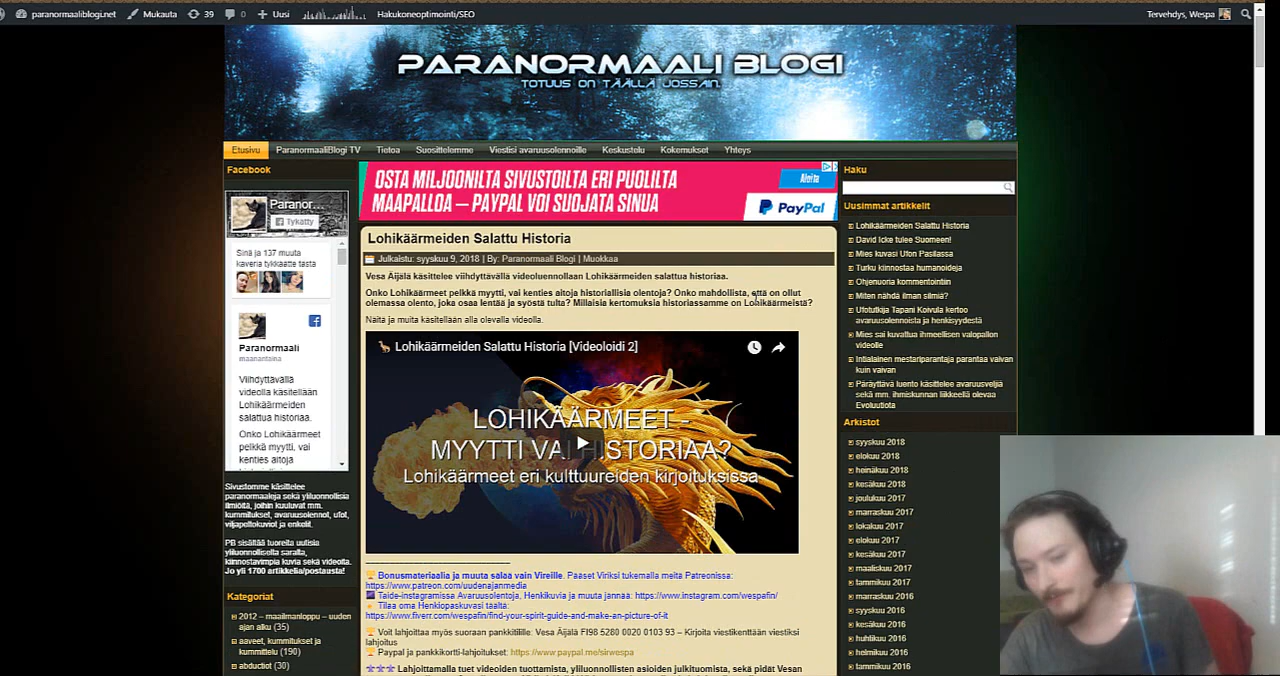 paranormaaliblogi.net Mukauta 39 0 Uusi Hakukoneoptimointi/SEO Tervehdys, Wespa
PARANORMAALI BLOGI
TOTUUS ON TÄÄLLÄ JOSSAIN.
Etusivu ParanormaaliBlogi TV Tietoa Suosittelemme Viestisi avaruusolennoille Keskustelu Kokemukset Yhteys
Facebook
Paranor...
Tykätty
Sinä ja 137 muuta
kaveria tykkäätte tästä
Paranormaali
maanantaina
Viihdyttävällä
videolla käsitellään
Lohikäärmeiden
salattua historiaa.
Onko Lohikäärmeet
pelkkä myytti, vai
kenties aitoja
Sivustomme käsittelee
paranormaaleja sekä yliluonnollisia
ilmiöitä, joihin kuuluvat mm.
kummitukset, avaruusolennot, ufot,
viljapeltokuviot ja enkelit.
PB sisältää tuoreita uutisia
yliluonnolliselta saralta,
kiinnostavimpia kuvia sekä videoita.
Jo yli 1700 artikkelia/postausta!
Kategoriat
2012 – maailmanloppu – uuden
ajan alku (35)
aaveet, kummitukset ja
kummittelu (190)
abductiot (30)
OSTA MILJOONILTA SIVUSTOILTA ERI PUOLILTA
MAAPALLOA — PAYPAL VOI SUOJATA SINUA
Aloita
PayPal
Lohikäärmeiden Salattu Historia
Julkaistu: syyskuu 9, 2018 | By: Paranormaali Blogi | Muokkaa
Vesa Äijälä käsittelee viihdyttävällä videoluennollaan Lohikäärmeiden salattua historiaa.
Onko Lohikäärmeet pelkkä myytti, vai kenties aitoja historiallisia olentoja? Onko mahdollista, että on ollut
olemassa olento, joka osaa lentää ja syöstä tulta? Millaisia kertomuksia historiassamme on Lohikäärmeistä?
Näitä ja muita käsitellään alla olevalla videolla.
Lohikäärmeiden Salattu Historia [Videoloidi 2]
LOHIKÄÄRMEET -
MYYTTI VAI HISTORIAA?
Lohikäärmeet eri kulttuureiden kirjoituksissa
Bonusmateriaalia ja muuta salaa vain Vireille. Pääset Viriksi tukemalla meitä Patreonissa:
https://www.patreon.com/uudenajanmedia
Taide-instagramissa Avaruusolentoja, Henkikuvia ja muuta jännää: https://www.instagram.com/wespafin/
Tilaa oma Henkiopaskuvasi täältä:
https://www.fiverr.com/wespafin/find-your-spirit-guide-and-make-an-picture-of-it
Voit lahjoittaa myös suoraan pankkitilille: Vesa Äijälä FI98 5280 0020 0103 93 – Kirjoita viestikenttään viestiksi
lahjoitus
Paypal ja pankkikortti-lahjoitukset: https://www.paypal.me/sirwespa
Lahjoittamalla tuet videoiden tuottamista, yliluonnollisten asioiden julkituomista, sekä pidät Vesan
Haku
Uusimmat artikkelit
Lohikäärmeiden Salattu Historia
David Icke tulee Suomeen!
Mies kuvasi Ufon Pasilassa
Turku kiinnostaa humanoideja
Ohjenuoria kommentointiin
Miten nähdä ilman silmiä?
Ufotutkija Tapani Koivula kertoo
avaruusolennoista ja henkisyydestä
Mies sai kuvattua ihmeellisen valopallon
videolle
Intialainen mestariparantaja parantaa vaivan
kuin vaivan
Päräyttävä luento käsittelee avaruusveljiä
sekä mm. ihmiskunnan liikkeellä olevaa
Evoluutiota
Arkistot
syyskuu 2018
elokuu 2018
heinäkuu 2018
kesäkuu 2018
joulukuu 2017
marraskuu 2017
lokakuu 2017
elokuu 2017
kesäkuu 2017
maaliskuu 2017
tammikuu 2017
marraskuu 2016
syyskuu 2016
kesäkuu 2016
huhtikuu 2016
helmikuu 2016
tammikuu 2016